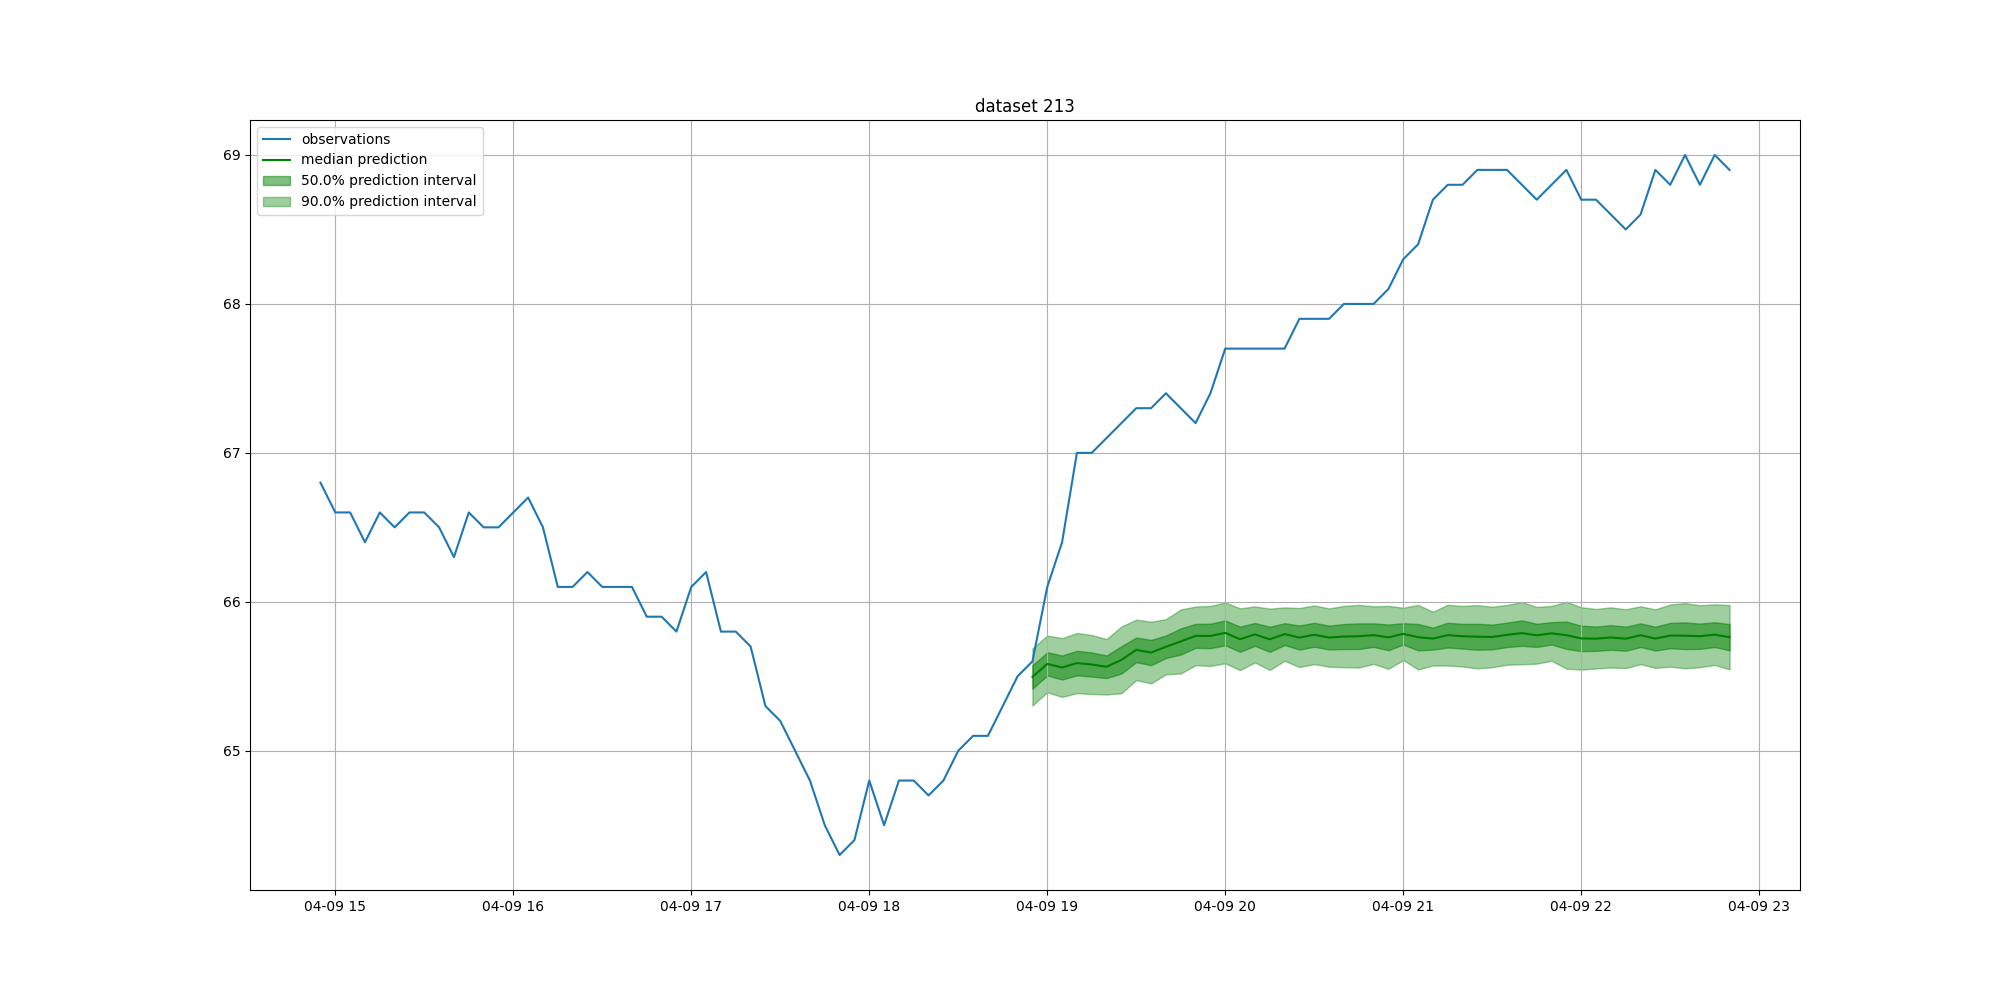 dataset 213
observations
median prediction
50.0% prediction interval
90.0% prediction interval
69
68
67
66
65
04-09 15
04-09 16
04-09 17
04-09 18
04-09 19
04-09 20
04-09 21
04-09 22
04-09 23